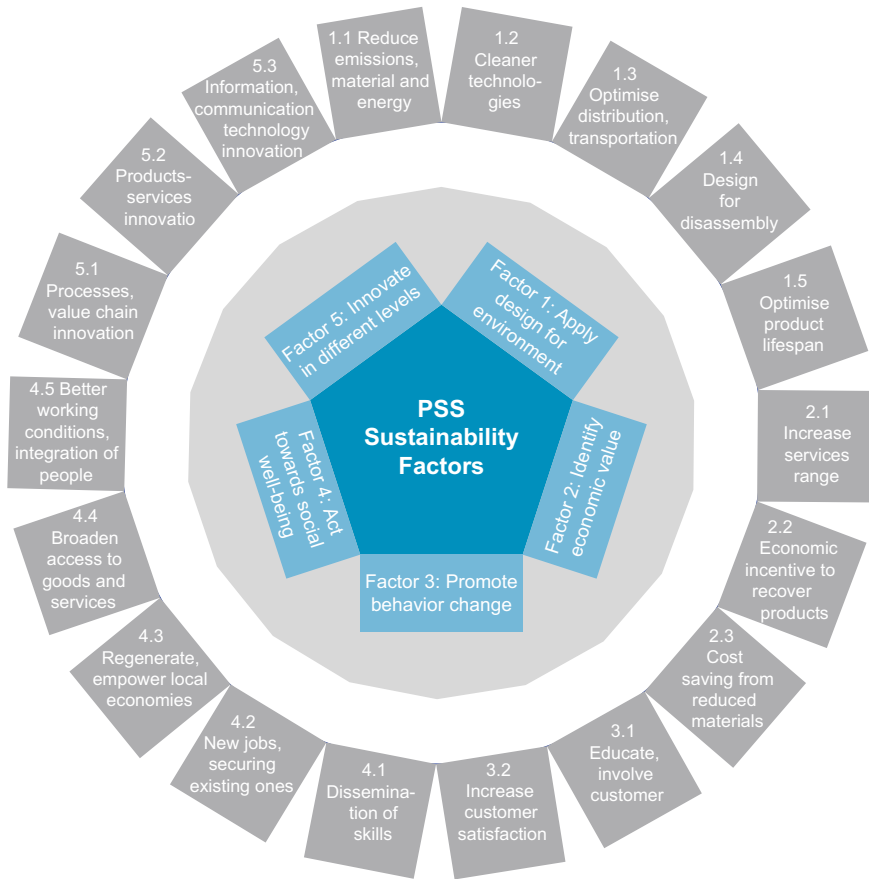 PSS
Sustainability
Factors
Factor 1: Apply
design for
environment
Factor 2: Identify
economic value
Factor 3: Promote
behavior change
Factor 4: Act
towards social
well-being
Factor 5: Innovate
in different levels
1.1 Reduce
emissions,
material and
energy
1.2
Cleaner
technolo-
gies
1.3
Optimise
distribution,
transportation
1.4
Design
for
disassembly
1.5
Optimise
product
lifespan
2.1
Increase
services
range
2.2
Economic
incentive to
recover
products
2.3
Cost
saving from
reduced
materials
3.1
Educate,
involve
customer
3.2
Increase
customer
satisfaction
4.1
Dissemina-
tion of
skills
4.2
New jobs,
securing
existing ones
4.3
Regenerate,
empower local
economies
4.4
Broaden
access to
goods and
services
4.5 Better
working
conditions,
integration of
people
5.1
Processes,
value chain
innovation
5.2
Products-
services
innovatio
5.3
Information,
communication
technology
innovation